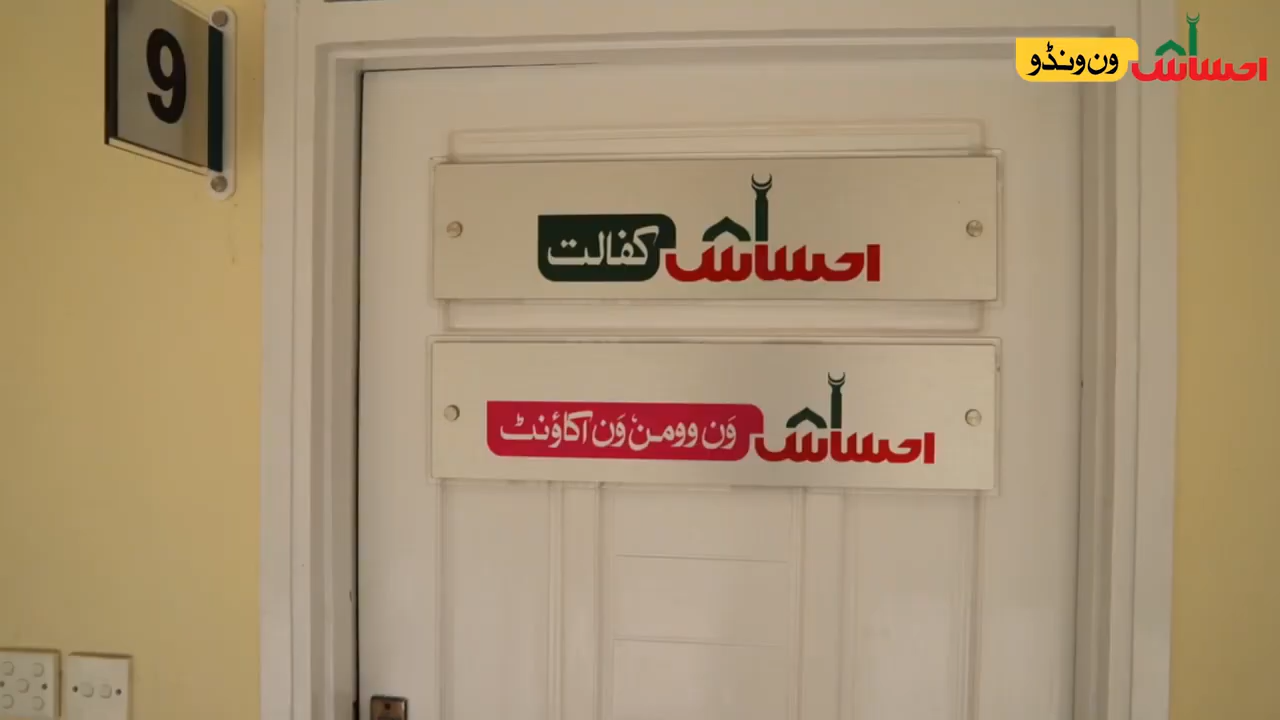 9
احساس ون ونڈو
احساس کفالت
احساس وَن وومنْ وَن اکاؤنٹ